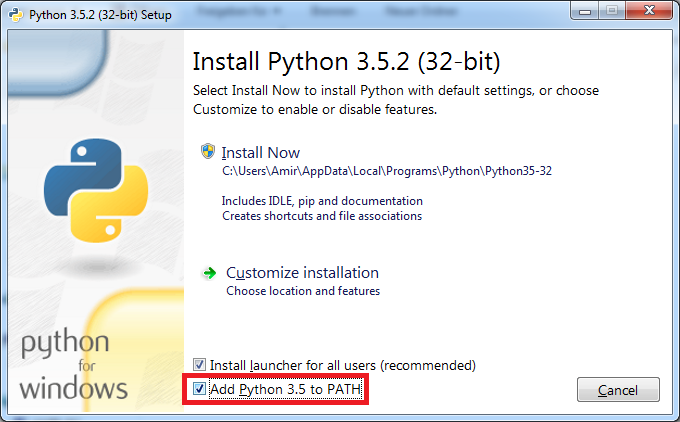 Python 3.5.2 (32-bit) Setup
Install Python 3.5.2 (32-bit)
Select Install Now to install Python with default settings, or choose
Customize to enable or disable features.
Install Now
C:\Users\Amir\AppData\Local\Programs\Python\Python35-32
Includes IDLE, pip and documentation
Creates shortcuts and file associations
Customize installation
Choose location and features
python
for
windows
Install launcher for all users (recommended)
Add Python 3.5 to PATH
Cancel